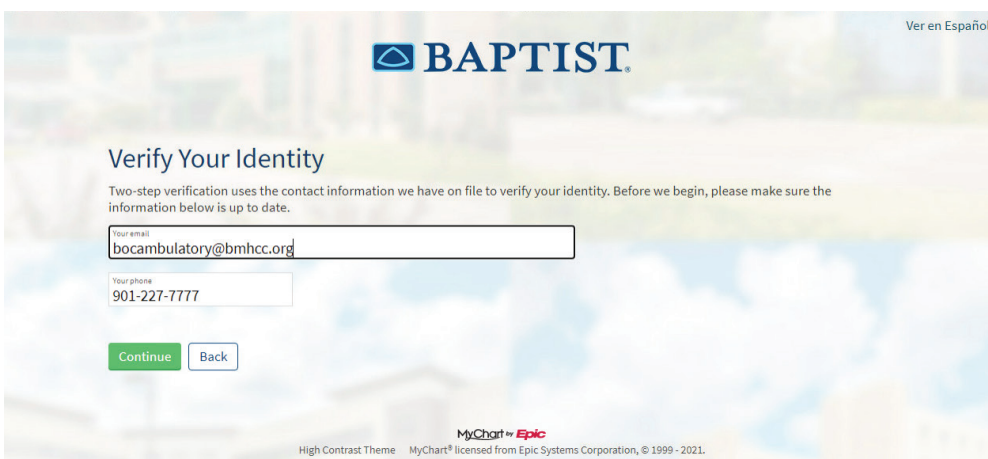 Ver en Español
BAPTIST®
Verify Your Identity
Two-step verification uses the contact information we have on file to verify your identity. Before we begin, please make sure the
information below is up to date.
Your email
bocambulatory@bmhcc.org
Your phone
901-227-7777
Continue Back
MyChart by Epic
High Contrast Theme MyChart® licensed from Epic Systems Corporation, © 1999 - 2021.